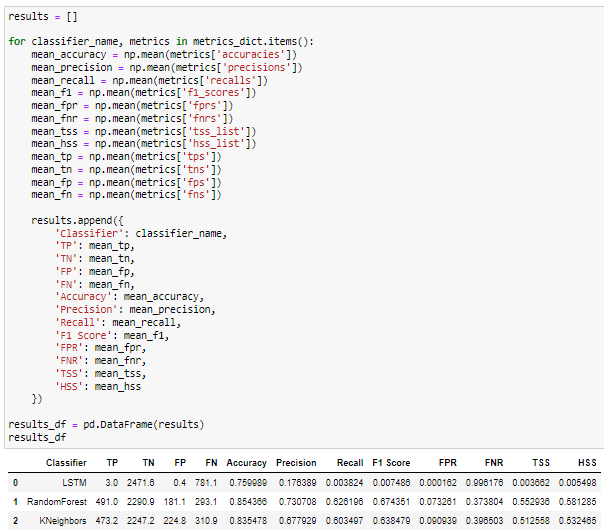 results = []
for classifier_name, metrics in metrics_dict.items():
    mean_accuracy = np.mean(metrics['accuracies'])
    mean_precision = np.mean(metrics['precisions'])
    mean_recall = np.mean(metrics['recalls'])
    mean_f1 = np.mean(metrics['f1_scores'])
    mean_fpr = np.mean(metrics['fprs'])
    mean_fnr = np.mean(metrics['fnrs'])
    mean_tss = np.mean(metrics['tss_list'])
    mean_hss = np.mean(metrics['hss_list'])
    mean_tp = np.mean(metrics['tps'])
    mean_tn = np.mean(metrics['tns'])
    mean_fp = np.mean(metrics['fps'])
    mean_fn = np.mean(metrics['fns'])
    results.append({
        'Classifier': classifier_name,
        'TP': mean_tp,
        'TN': mean_tn,
        'FP': mean_fp,
        'FN': mean_fn,
        'Accuracy': mean_accuracy,
        'Precision': mean_precision,
        'Recall': mean_recall,
        'F1 Score': mean_f1,
        'FPR': mean_fpr,
        'FNR': mean_fnr,
        'TSS': mean_tss,
        'HSS': mean_hss
    })
results_df = pd.DataFrame(results)
results_df
Classifier TP TN FP FN Accuracy Precision Recall F1 Score FPR FNR TSS HSS
0 LSTM 3.0 2471.6 0.4 781.1 0.759989 0.176389 0.003824 0.007486 0.000162 0.996176 0.003662 0.005498
1 RandomForest 491.0 2290.9 181.1 293.1 0.854366 0.730708 0.626196 0.674351 0.073261 0.373804 0.552936 0.581285
2 KNeighbors 473.2 2247.2 224.8 310.9 0.835478 0.677929 0.603497 0.638479 0.090939 0.396503 0.512558 0.532465